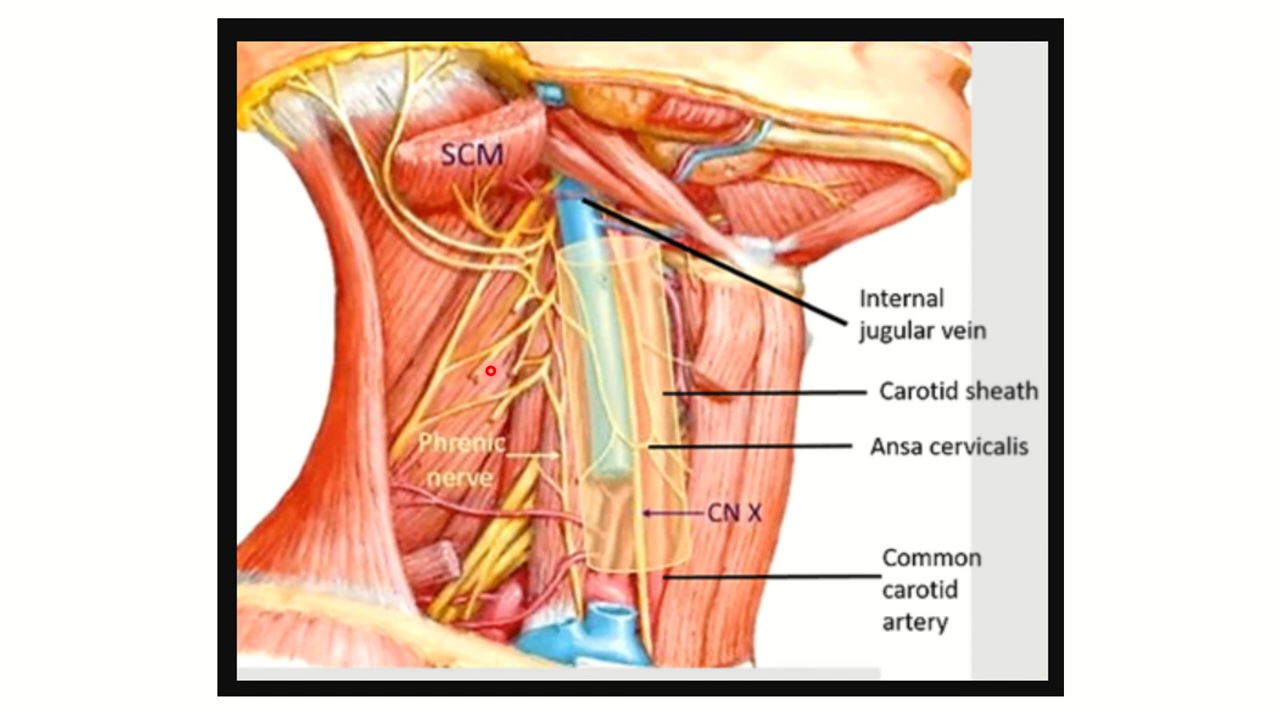 SCM
Internal
jugular vein
Carotid sheath
Phrenic
nerve
Ansa cervicalis
CN X
Common
carotid
artery